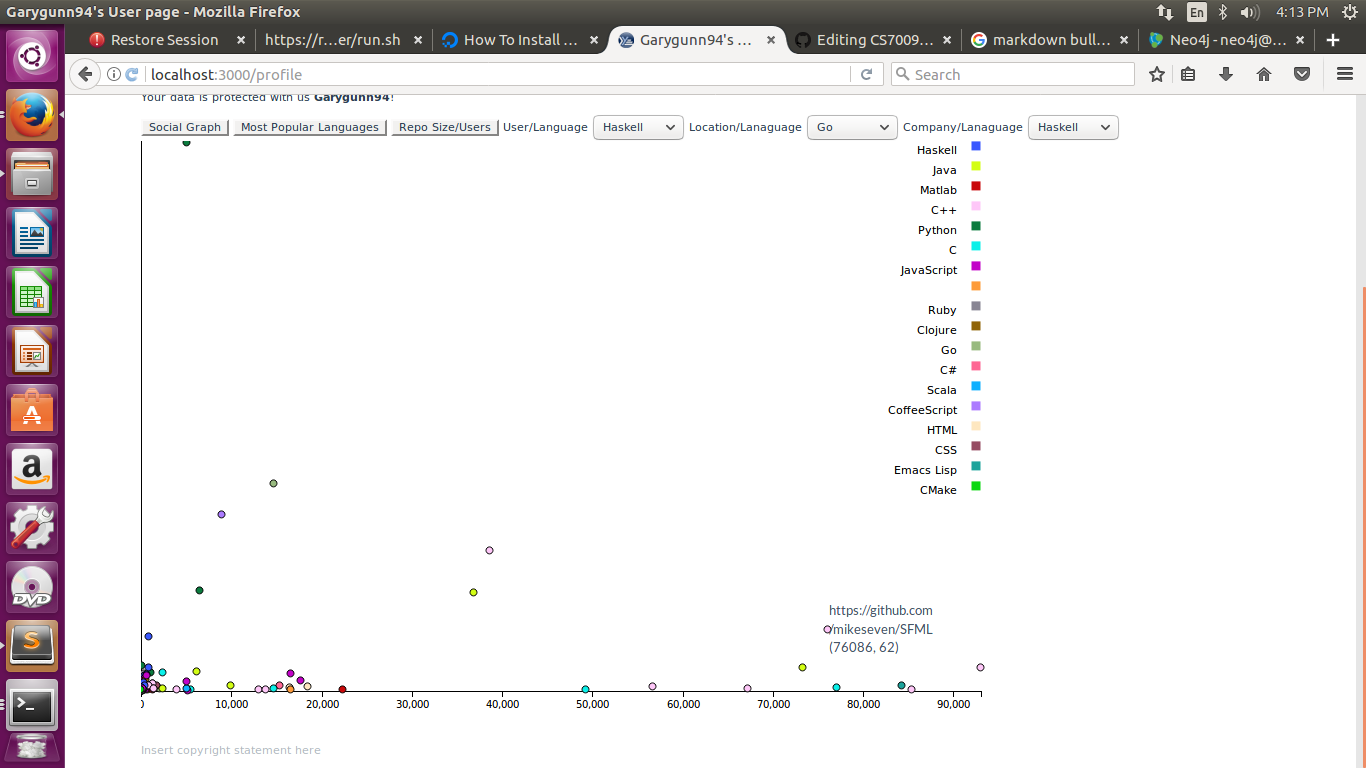 Garygunn94's User page - Mozilla Firefox
En
4:13 PM
Restore Session
https://r...er/run.sh
How To Install ...
Garygunn94's ...
Editing CS7009...
markdown bull...
Neo4j - neo4j@...
localhost:3000/profile
Search
Your data is protected with us Garygunn94!
Social Graph
Most Popular Languages
Repo Size/Users
User/Language
Haskell
Location/Lanaguage
Go
Company/Lanaguage
Haskell
Haskell
Java
Matlab
C++
Python
C
JavaScript
Ruby
Clojure
Go
C#
Scala
CoffeeScript
HTML
CSS
Emacs Lisp
CMake
https://github.com
/mikeseven/SFML
(76086, 62)
0 10,000 20,000 30,000 40,000 50,000 60,000 70,000 80,000 90,000
Insert copyright statement here
a
DVD
S
A